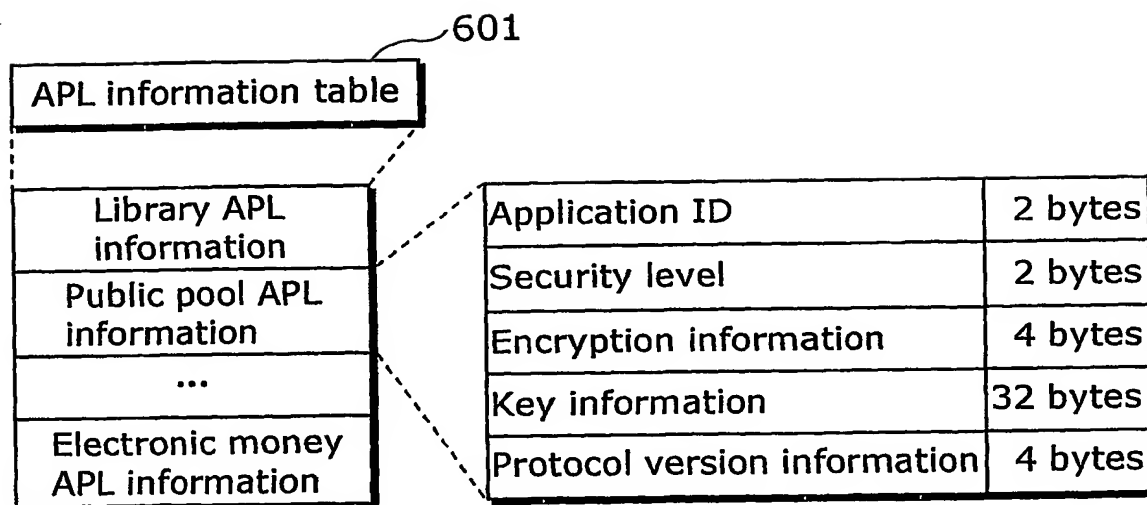 601
APL information table
Library APL
information
Public pool APL
information
...
Electronic money
APL information
Application ID 2 bytes
Security level 2 bytes
Encryption information 4 bytes
Key information 32 bytes
Protocol version information 4 bytes